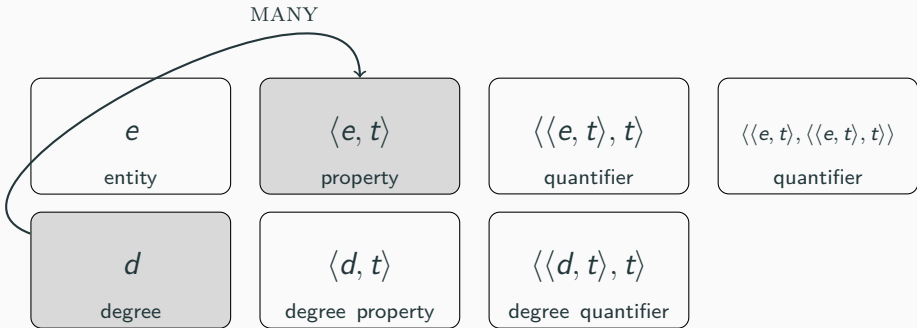 MANY
e
entity
⟨e, t⟩
property
⟨⟨e, t⟩, t⟩
quantifier
⟨⟨e, t⟩, ⟨⟨e, t⟩, t⟩⟩
quantifier
d
degree
⟨d, t⟩
degree property
⟨⟨d, t⟩, t⟩
degree quantifier